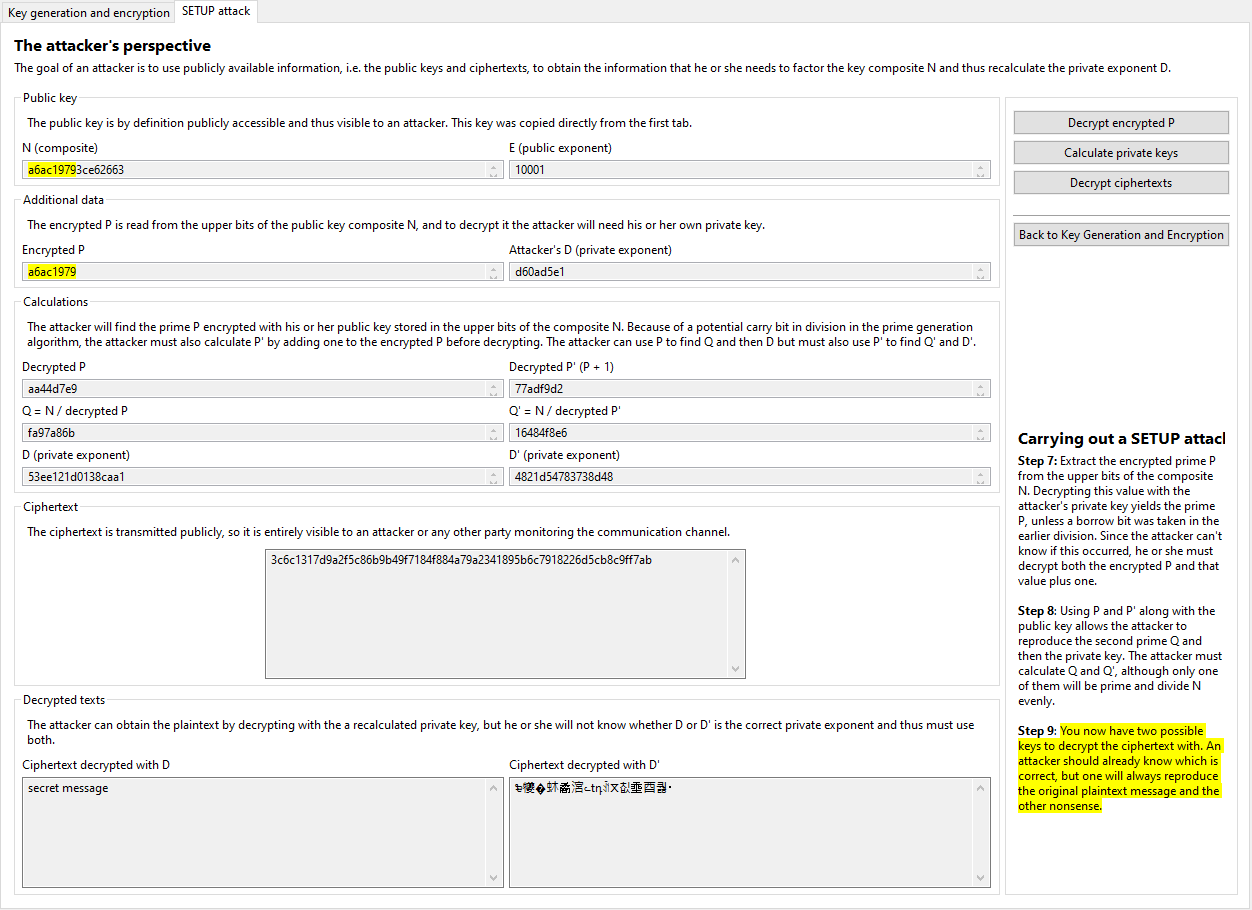 Key generation and encryption
SETUP attack
The attacker's perspective
The goal of an attacker is to use publicly available information, i.e. the public keys and ciphertexts, to obtain the information that he or she needs to factor the key composite N and thus recalculate the private exponent D.
Public key
The public key is by definition publicly accessible and thus visible to an attacker. This key was copied directly from the first tab.
N (composite)
E (public exponent)
a6ac19793ce62663
10001
Additional data
The encrypted P is read from the upper bits of the public key composite N, and to decrypt it the attacker will need his or her own private key.
Encrypted P
Attacker's D (private exponent)
a6ac1979
d60ad5e1
Calculations
The attacker will find the prime P encrypted with his or her public key stored in the upper bits of the composite N. Because of a potential carry bit in division in the prime generation
algorithm, the attacker must also calculate P' by adding one to the encrypted P before decrypting. The attacker can use P to find Q and then D but must also use P' to find Q' and D'.
Decrypted P
Decrypted P' (P + 1)
aa44d7e9
77adf9d2
Q = N / decrypted P
Q' = N / decrypted P'
fa97a86b
16484f8e6
D (private exponent)
D' (private exponent)
53ee121d0138caa1
4821d54783738d48
Ciphertext
The ciphertext is transmitted publicly, so it is entirely visible to an attacker or any other party monitoring the communication channel.
3c6c1317d9a2f5c86b9b49f7184f884a79a2341895b6c7918226d5cb8c9ff7ab
Decrypted texts
The attacker can obtain the plaintext by decrypting with the a recalculated private key, but he or she will not know whether D or D' is the correct private exponent and thus must use
both.
Ciphertext decrypted with D
Ciphertext decrypted with D'
secret message
Decrypt encrypted P
Calculate private keys
Decrypt ciphertexts
Back to Key Generation and Encryption
Carrying out a SETUP attacl
Step 7: Extract the encrypted prime P
from the upper bits of the composite
N. Decrypting this value with the
attacker's private key yields the prime
P, unless a borrow bit was taken in the
earlier division. Since the attacker can't
know if this occurred, he or she must
decrypt both the encrypted P and that
value plus one.
Step 8: Using P and P' along with the
public key allows the attacker to
reproduce the second prime Q and
then the private key. The attacker must
calculate Q and Q', although only one
of them will be prime and divide N
evenly.
Step 9: You now have two possible
keys to decrypt the ciphertext with. An
attacker should already know which is
correct, but one will always reproduce
the original plaintext message and the
other nonsense.